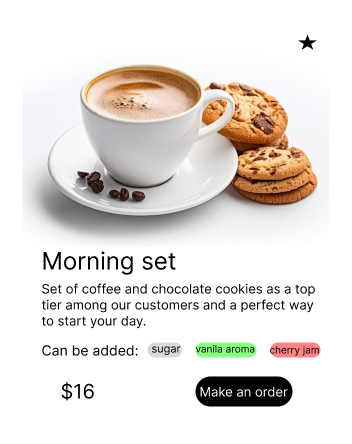 Morning set
Set of coffee and chocolate cookies as a top
tier among our customers and a perfect way
to start your day.
Can be added: sugar vanila aroma cherry jam
$16 Make an order